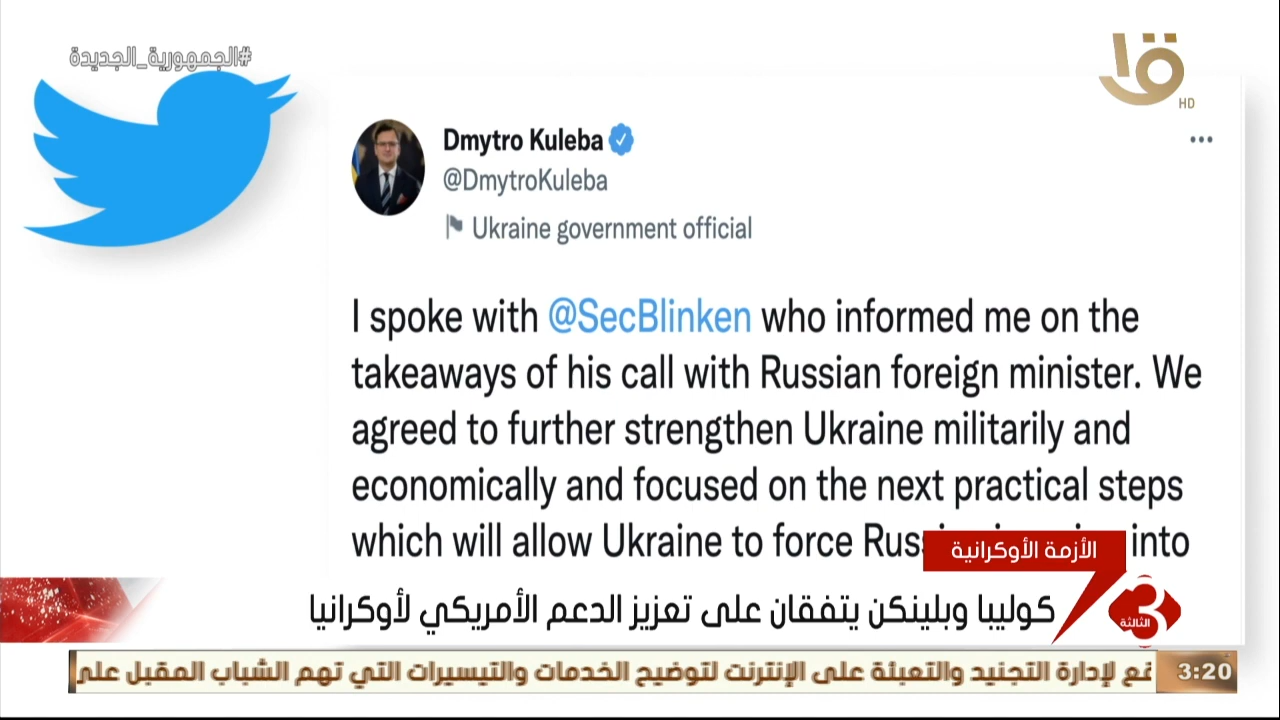 #الجمهورية_الجديدة
HD
Dmytro Kuleba
@DmytroKuleba
Ukraine government official
I spoke with @SecBlinken who informed me on the
takeaways of his call with Russian foreign minister. We
agreed to further strengthen Ukraine militarily and
economically and focused on the next practical steps
which will allow Ukraine to force into
الأزمة الأوكرانية
كوليبا وبلينكن يتفقان على تعزيز الدعم الأمريكي لأوكرانيا
3
الثالثة
لإدارة التجنيد والتعبئة على الإنترنت لتوضيح الخدمات والتيسيرات التي تهم الشباب المقبل على
3:20